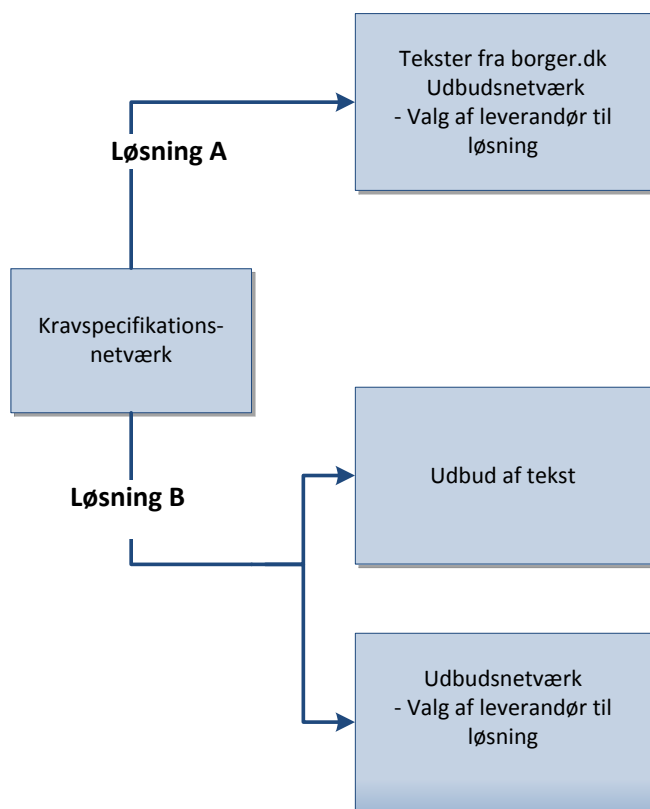 Tekster fra borger.dk
Udbudsnetværk
- Valg af leverandør til
løsning
Løsning A
Kravspecifikations-
netværk
Løsning B
Udbud af tekst
Udbudsnetværk
- Valg af leverandør til
løsning